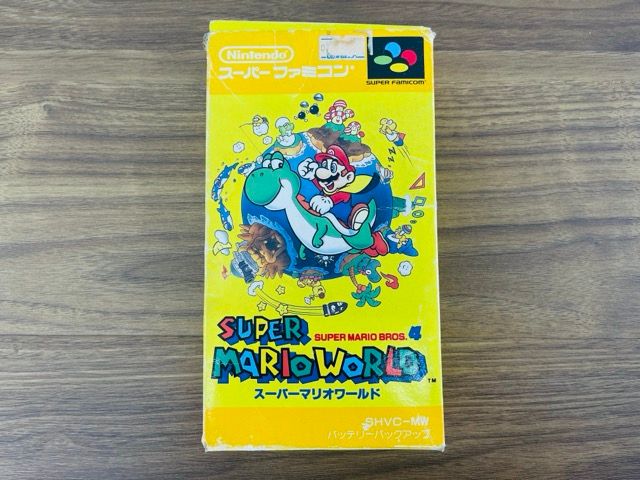 Nintendo
スーパーファミコン
SUPER FAMICOM
SUPER MARIO BROS. 4
SUPER
MARIO WORLD
TM
スーパーマリオワールド
SHVC-MW
バッテリーバックアップ